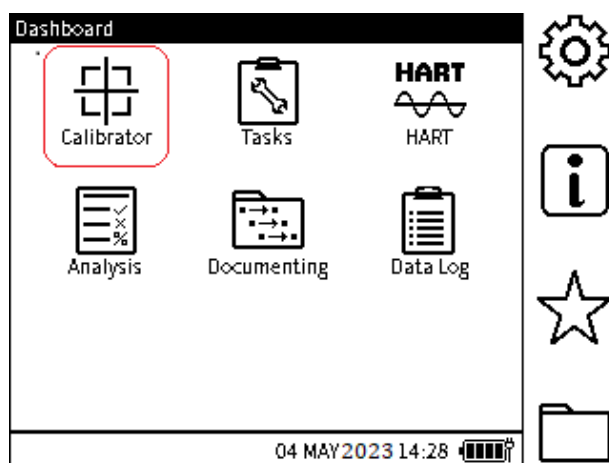 Dashboard
HART
Calibrator
Tasks
HART
Analysis
Documenting
Data Log
04 MAY 2023 14:28